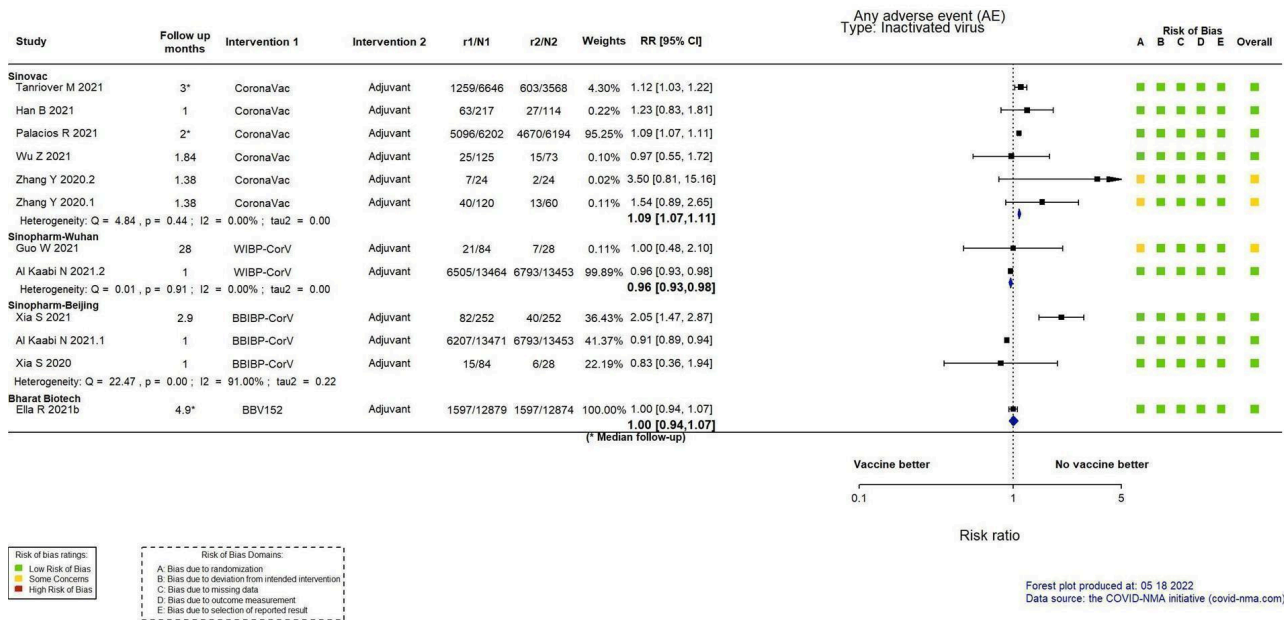 Any adverse event (AE)
Type: Inactivated virus
Study Follow up months Intervention 1 Intervention 2 r1/N1 r2/N2 Weights RR [95% CI] Risk of Bias A B C D E Overall
Sinovac
Tanriover M 2021 3* CoronaVac Adjuvant 1259/6646 603/3568 4.30% 1.12 [1.03, 1.22]
Han B 2021 1 CoronaVac Adjuvant 63/217 27/114 0.22% 1.23 [0.83, 1.81]
Palacios R 2021 2* CoronaVac Adjuvant 5096/6202 4670/6194 95.25% 1.09 [1.07, 1.11]
Wu Z 2021 1.84 CoronaVac Adjuvant 25/125 15/73 0.10% 0.97 [0.55, 1.72]
Zhang Y 2020.2 1.38 CoronaVac Adjuvant 7/24 2/24 0.02% 3.50 [0.81, 15.16]
Zhang Y 2020.1 1.38 CoronaVac Adjuvant 40/120 13/60 0.11% 1.54 [0.89, 2.65]
Heterogeneity: Q = 4.84 , p = 0.44 ; I2 = 0.00% ; tau2 = 0.00 1.09 [1.07,1.11]
Sinopharm-Wuhan
Guo W 2021 28 WIBP-CorV Adjuvant 21/84 7/28 0.11% 1.00 [0.48, 2.10]
Al Kaabi N 2021.2 1 WIBP-CorV Adjuvant 6505/13464 6793/13453 99.89% 0.96 [0.93, 0.98]
Heterogeneity: Q = 0.01 , p = 0.91 ; I2 = 0.00% ; tau2 = 0.00 0.96 [0.93,0.98]
Sinopharm-Beijing
Xia S 2021 2.9 BBIBP-CorV Adjuvant 82/252 40/252 36.43% 2.05 [1.47, 2.87]
Al Kaabi N 2021.1 1 BBIBP-CorV Adjuvant 6207/13471 6793/13453 41.37% 0.91 [0.89, 0.94]
Xia S 2020 1 BBIBP-CorV Adjuvant 15/84 6/28 22.19% 0.83 [0.36, 1.94]
Heterogeneity: Q = 22.47 , p = 0.00 ; I2 = 91.00% ; tau2 = 0.22
Bharat Biotech
Ella R 2021b 4.9* BBV152 Adjuvant 1597/12879 1597/12874 100.00% 1.00 [0.94, 1.07]
1.00 [0.94,1.07]
(* Median follow-up)
Vaccine better No vaccine better
0.1 1 5
Risk ratio
Risk of bias ratings:
Low Risk of Bias
Some Concerns
High Risk of Bias
Risk of Bias Domains:
A: Bias due to randomization
B: Bias due to deviation from intended intervention
C: Bias due to missing data
D: Bias due to outcome measurement
E: Bias due to selection of reported result
Forest plot produced at: 05 18 2022
Data source: the COVID-NMA initiative (covid-nma.com)